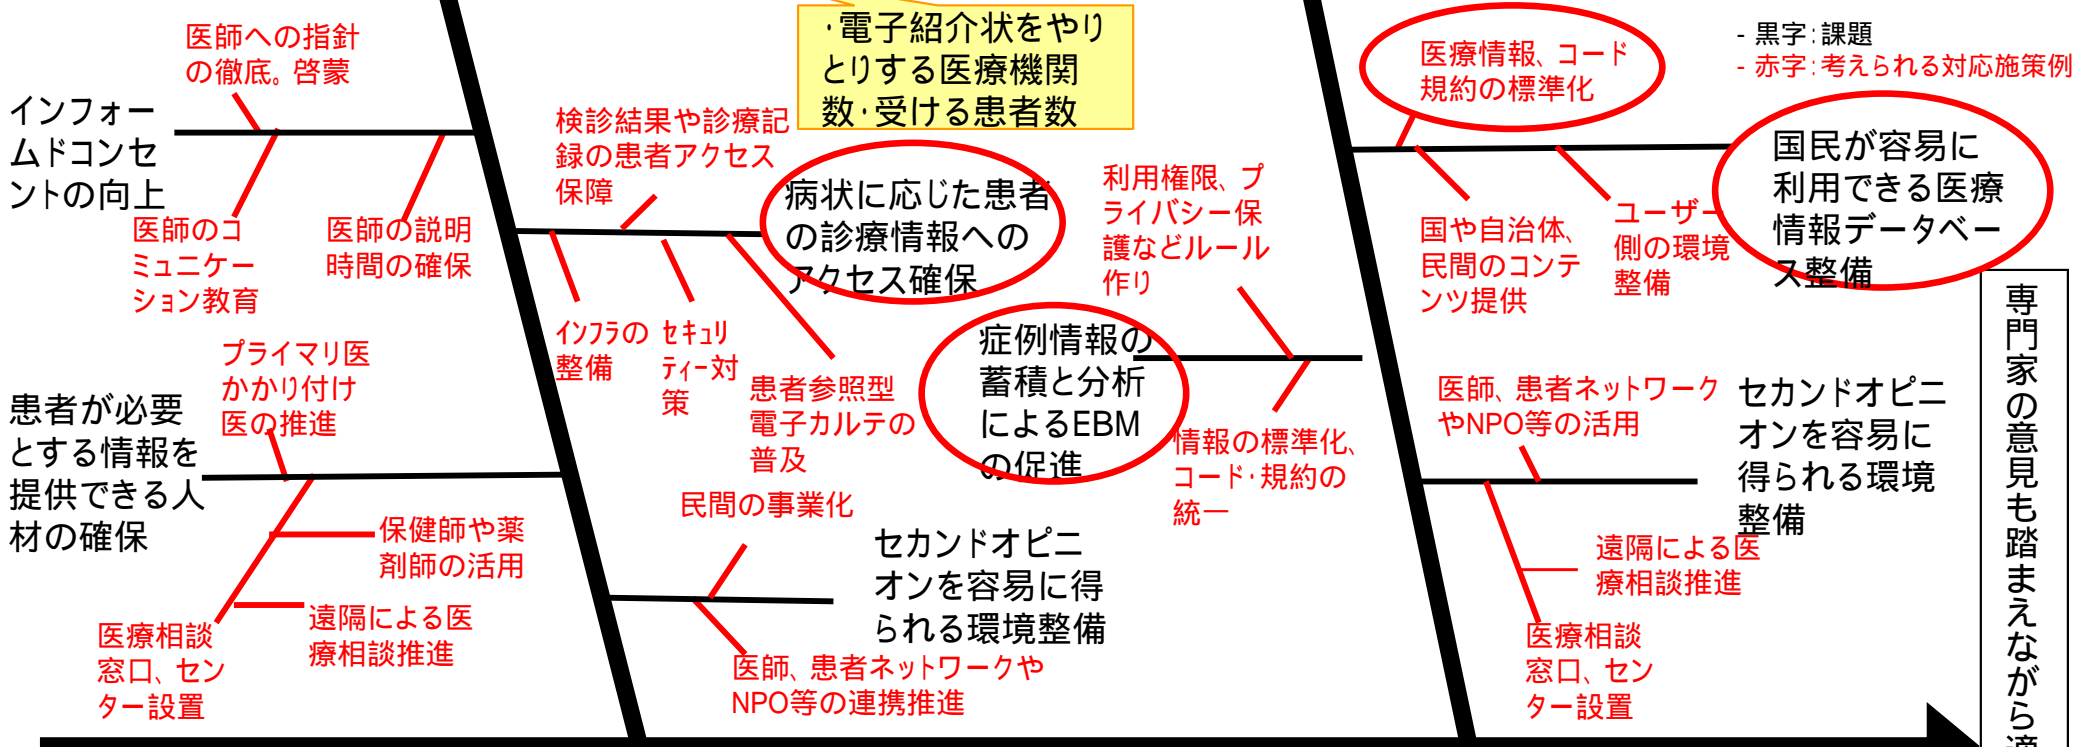 医師への指針
の徹底。啓蒙
インフォー
ムドコンセ
ントの向上
医師のコ
ミュニケー
ション教育
医師の説明
時間の確保
プライマリ医
かかり付け
医の推進
患者が必要
とする情報を
提供できる人
材の確保
保健師や薬
剤師の活用
遠隔による医
療相談推進
医療相談
窓口、セン
ター設置
・電子紹介状をやり
とりする医療機関
数・受ける患者数
検診結果や診療記
録の患者アクセス
保障
病状に応じた患者
の診療情報への
アクセス確保
インフラの
整備
セキュリ
ティー対
策
患者参照型
電子カルテの
普及
症例情報の
蓄積と分析
によるEBM
の促進
利用権限、プ
ライバシー保
護などルール
作り
情報の標準化、
コード・規約の
統一
民間の事業化
セカンドオピニ
オンを容易に得
られる環境整備
医師、患者ネットワークや
NPO等の連携推進
医療情報、コード
規約の標準化
- 黒字:課題
- 赤字:考えられる対応施策例
国民が容易に
利用できる医療
情報データベー
ス整備
国や自治体、
民間のコンテ
ンツ提供
ユーザー
側の環境
整備
医師、患者ネットワーク
やNPO等の活用
セカンドオピニ
オンを容易に
得られる環境
整備
遠隔による医
療相談推進
医療相談
窓口、セン
ター設置
専門家の意見も踏まえながら適